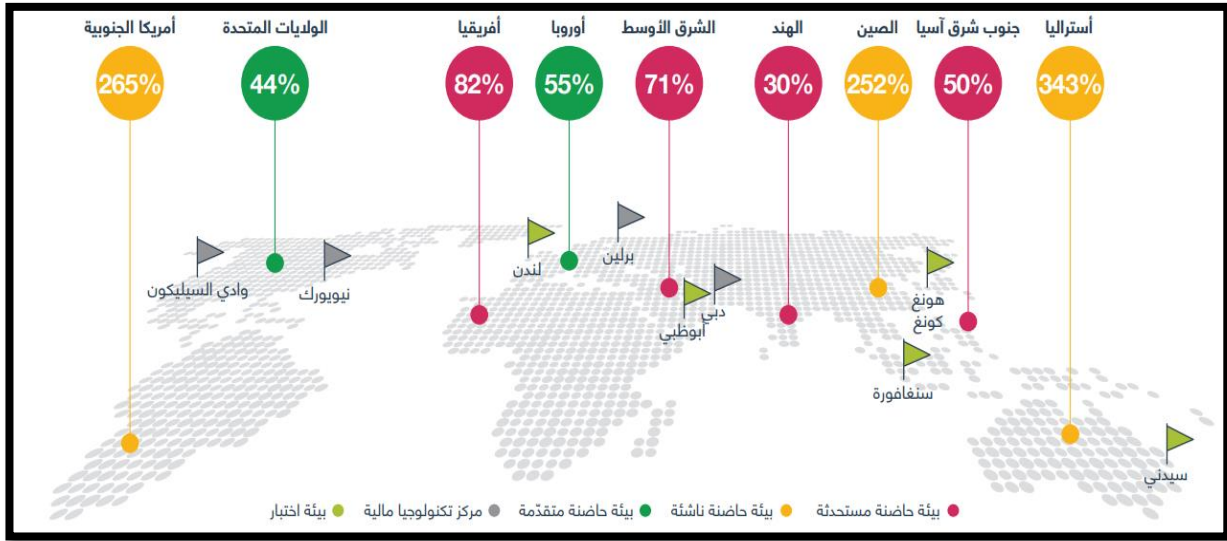 أستراليا
343%
جنوب شرق آسيا
50%
الصين
252%
الهند
30%
الشرق الأوسط
71%
أوروبا
55%
أفريقيا
82%
الولايات المتحدة
44%
أمريكا الجنوبية
265%
برلين
لندن
نيويورك
وادي السيليكون
هونغ
كونغ
دبي
أبوظبي
سنغافورة
سيدني
بيئة حاضنة مستحدثة
بيئة حاضنة ناشئة
بيئة حاضنة متقدّمة
مركز تكنولوجيا مالية
بيئة اختبار